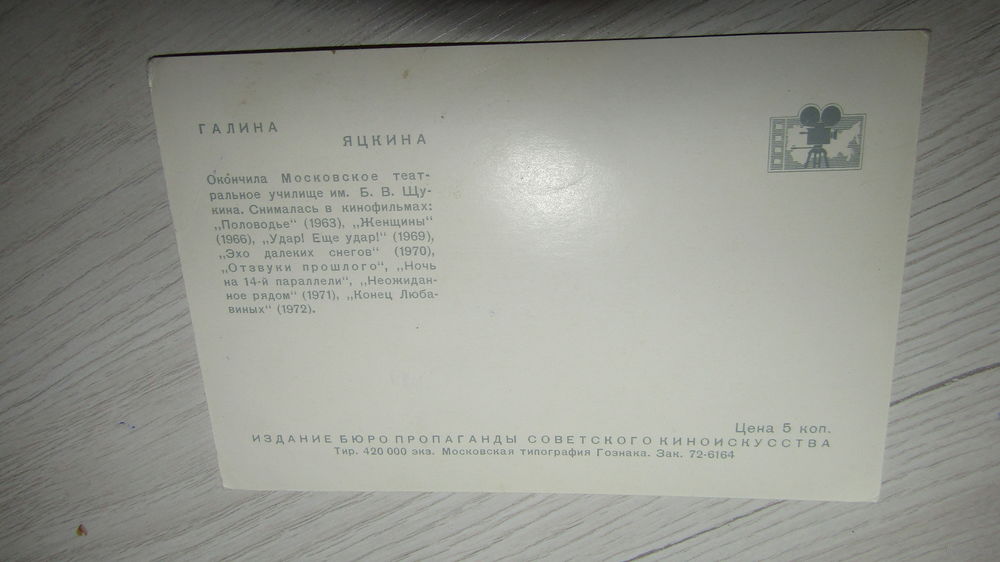 ГАЛИНА
ЯЦКИНА
Око́нчила Московское теат-
ральное училище им. Б. В. Щу-
кина. Снималась в кинофильмах:
„Половодье“ (1963), „Женщины“
(1966), „Удар! Еще удар!“ (1969),
„Эхо далеких снегов“ (1970),
„Отзвуки прошлого“, „Ночь
на 14-й параллели“, „Неожидан-
ное рядом“ (1971), „Конец Люба-
виных“ (1972).
Цена 5 коп.
ИЗДАНИЕ БЮРО ПРОПАГАНДЫ СОВЕТСКОГО КИНОИСКУССТВА
Тир. 420 000 экз. Московская типография Гознака. Зак. 72-6164